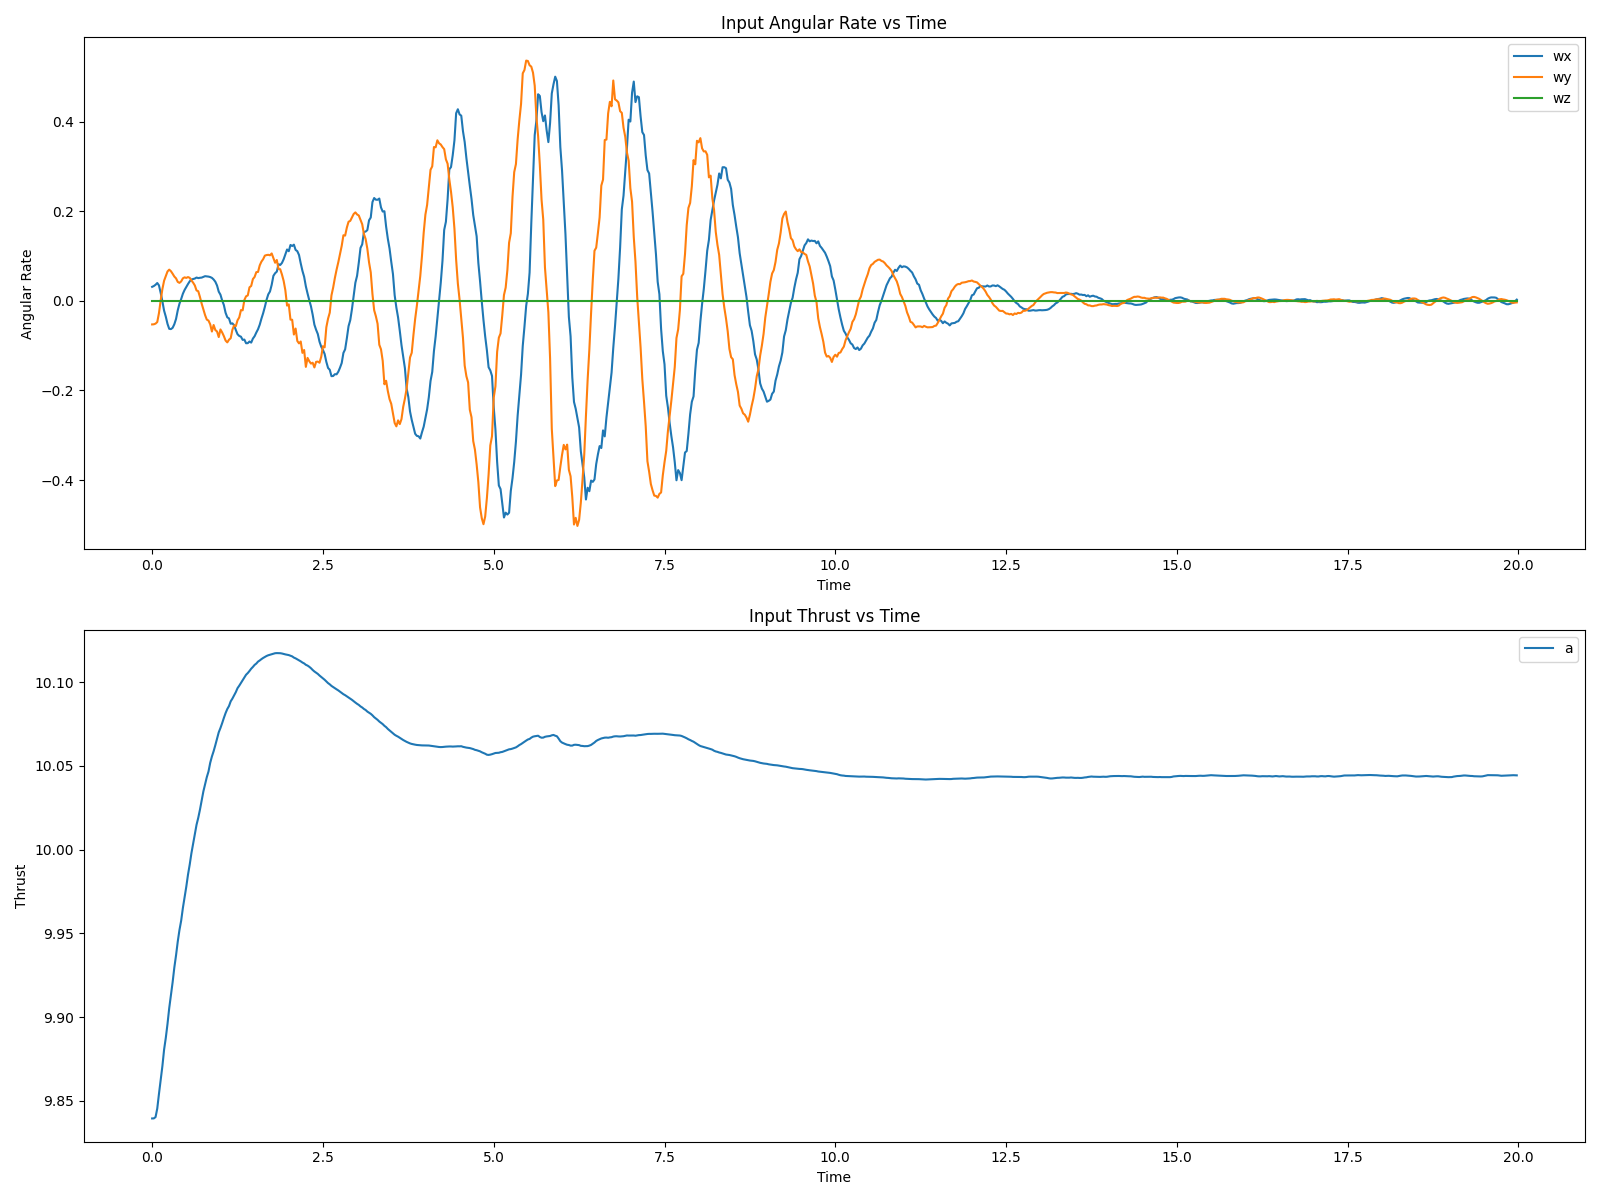 Input Angular Rate vs Time
wx
wy
wz
Angular Rate
0.4
0.2
0.0
−0.2
−0.4
0.0 2.5 5.0 7.5 10.0 12.5 15.0 17.5 20.0
Time
Input Thrust vs Time
a
Thrust
10.10
10.05
10.00
9.95
9.90
9.85
0.0 2.5 5.0 7.5 10.0 12.5 15.0 17.5 20.0
Time